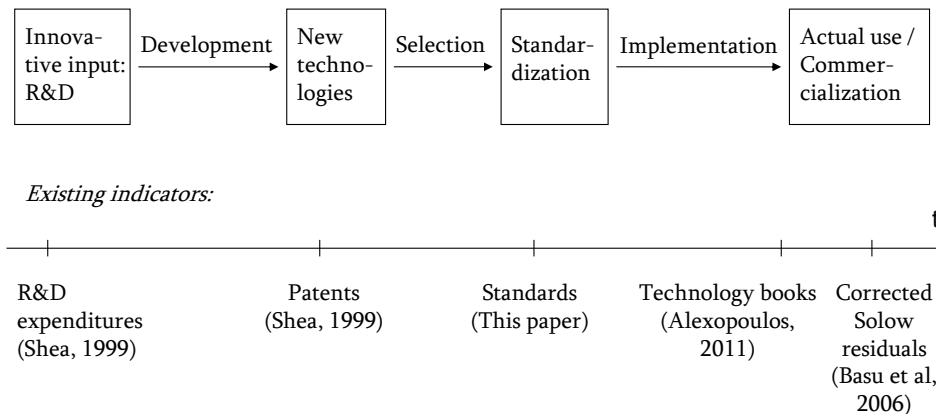 Innova-
tive input:
R&D
Development
New
techno-
logies
Selection
Standar-
dization
Implementation
Actual use /
Commer-
cialization
Existing indicators:
t
R&D
expenditures
(Shea, 1999)
Patents
(Shea, 1999)
Standards
(This paper)
Technology books
(Alexopoulos,
2011)
Corrected
Solow
residuals
(Basu et al,
2006)